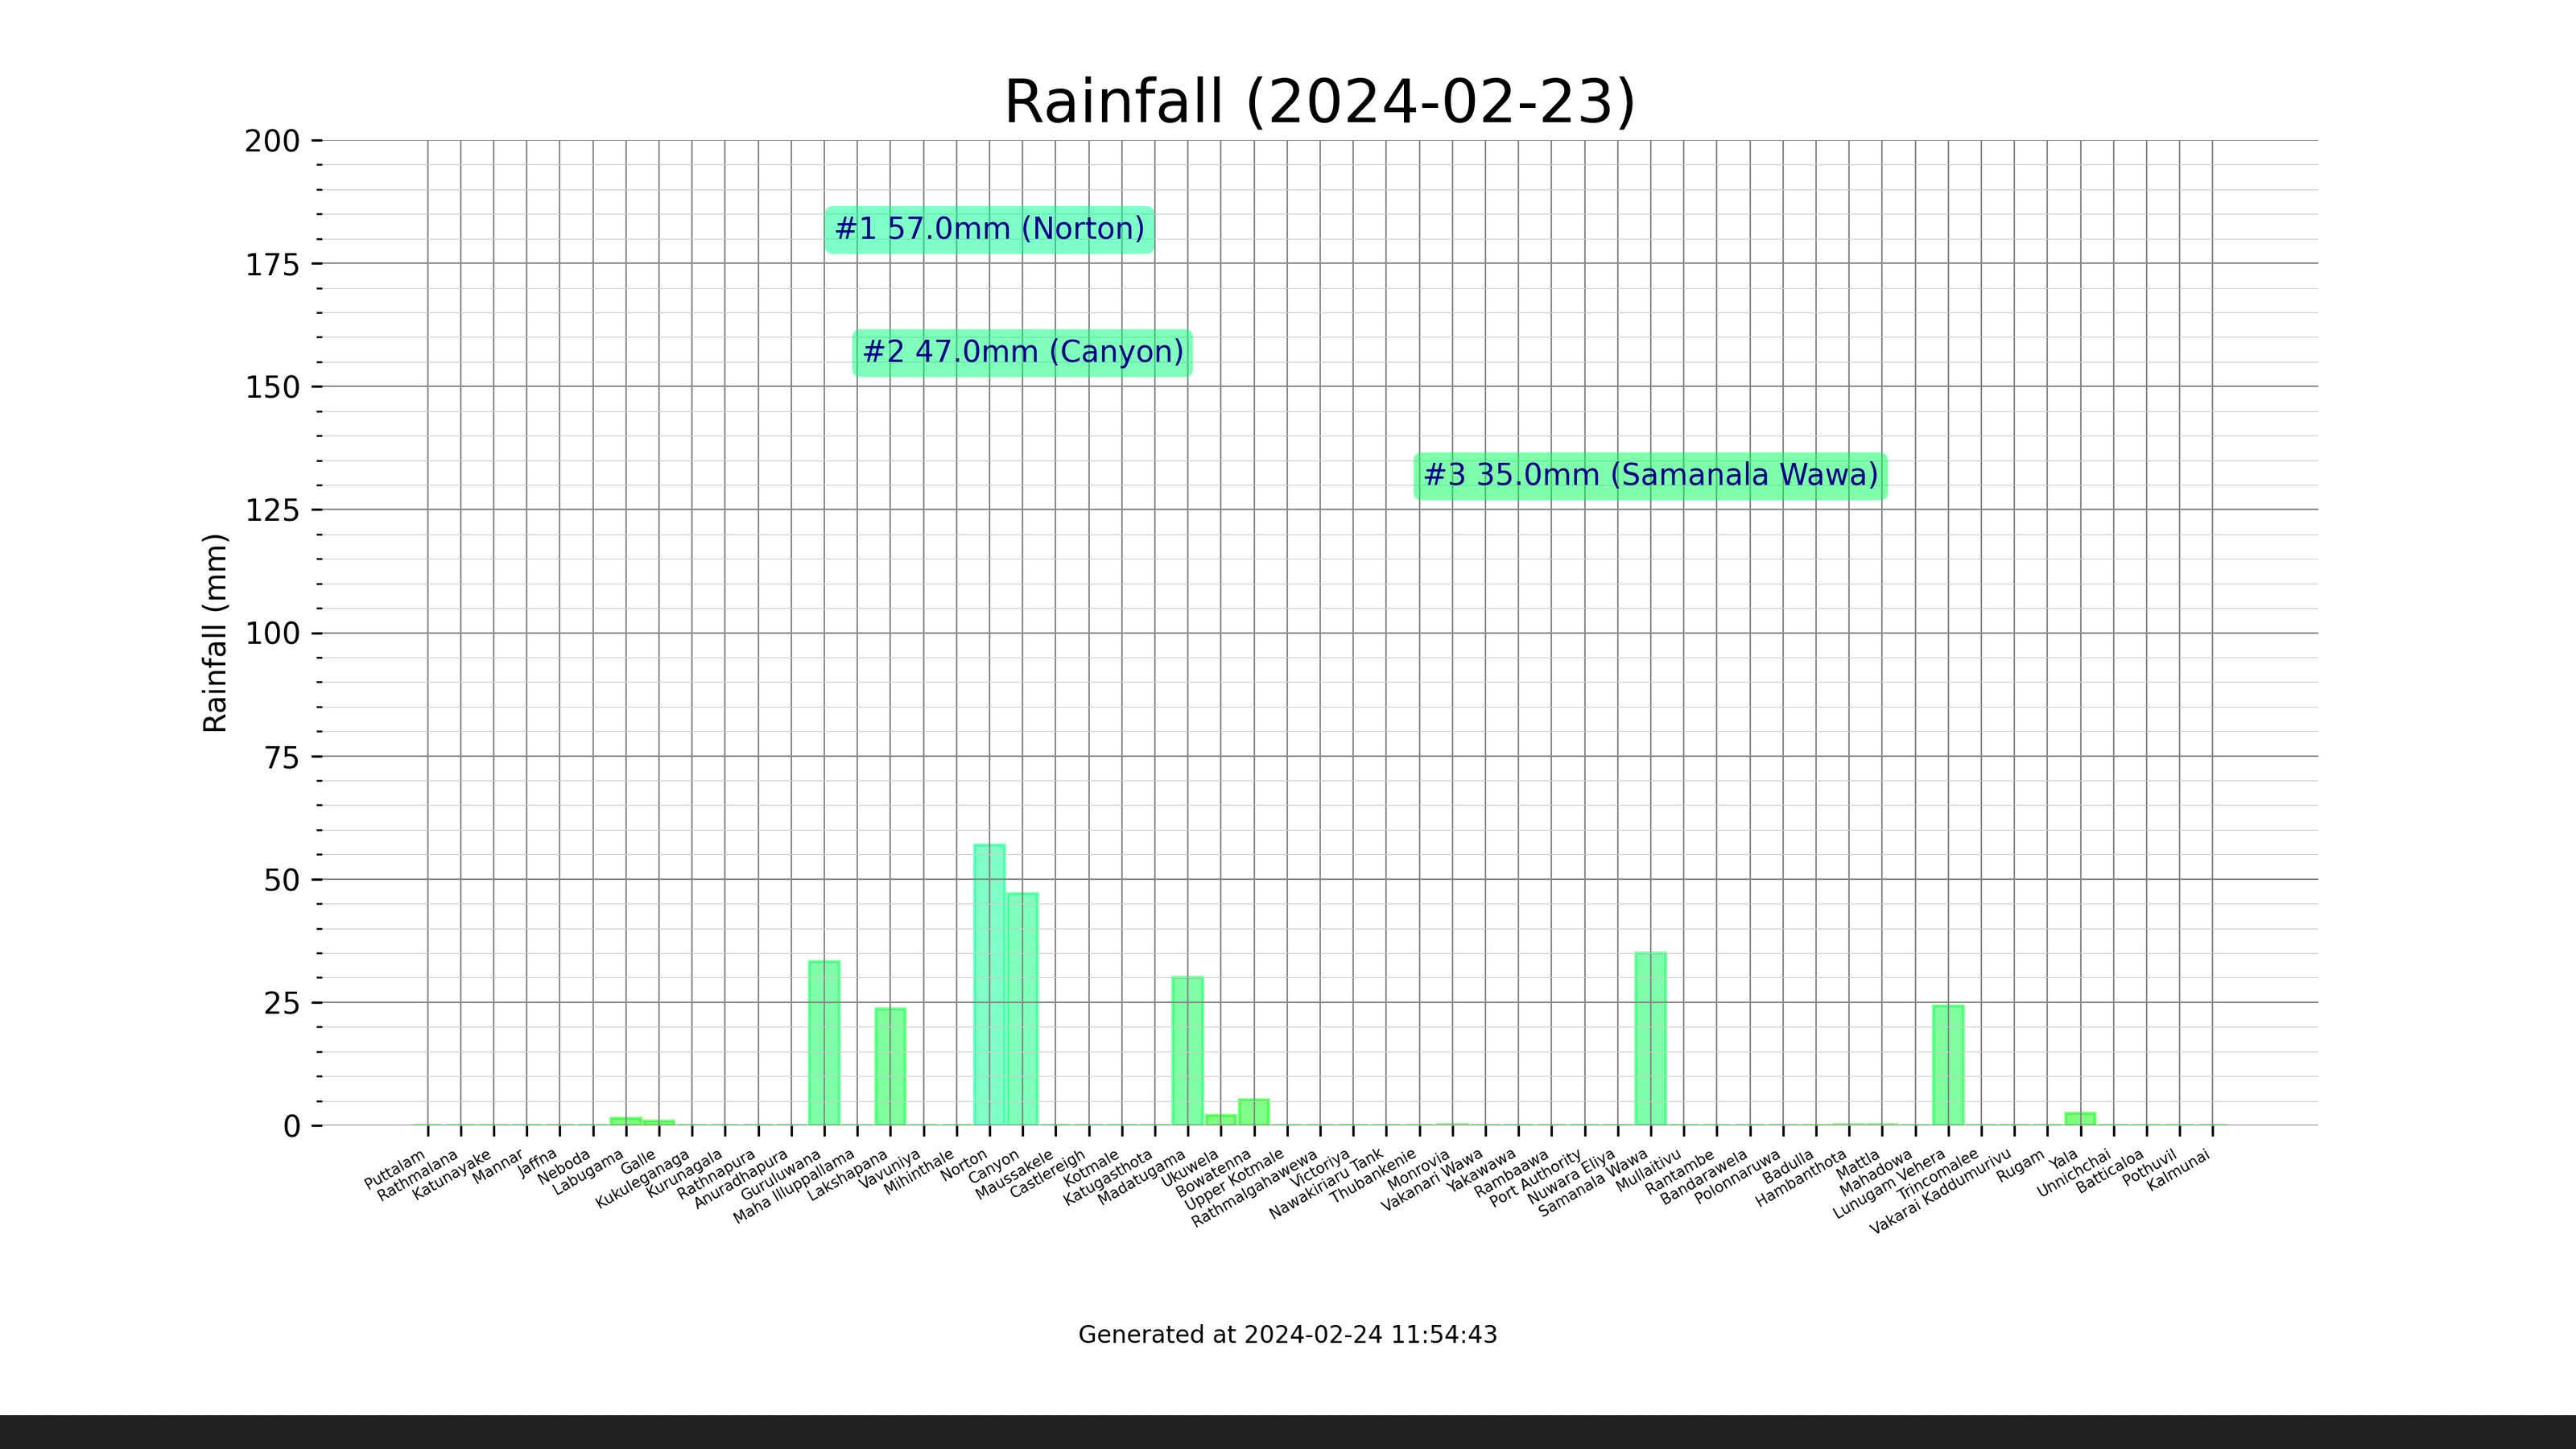 Rainfall (2024-02-23)
200
175
150
125
100
75
50
25
0
Rainfall (mm)
#1 57.0mm (Norton)
#2 47.0mm (Canyon)
#3 35.0mm (Samanala Wawa)
Puttalam
Rathmalana
Katunayake
Mannar
Jaffna
Neboda
Labugama
Galle
Kukuleganaga
Kurunagala
Rathnapura
Anuradhapura
Guruluwana
Maha Illuppallama
Lakshapana
Vavuniya
Mihinthale
Norton
Canyon
Maussakele
Castlereigh
Kotmale
Katugasthota
Madatugama
Ukuwela
Bowatenna
Upper Kotmale
Rathmalgahawewa
Victoriya
Nawakiriaru Tank
Thubankenie
Monrovia
Vakanari Wawa
Yakawawa
Rambaawa
Port Authority
Nuwara Eliya
Samanala Wawa
Mullaitivu
Rantambe
Bandarawela
Polonnaruwa
Badulla
Hambanthota
Mattla
Mahadowa
Lunugam Vehera
Trincomalee
Vakarai Kaddumurivu
Rugam
Yala
Unnichchai
Batticaloa
Pothuvil
Kalmunai
Generated at 2024-02-24 11:54:43